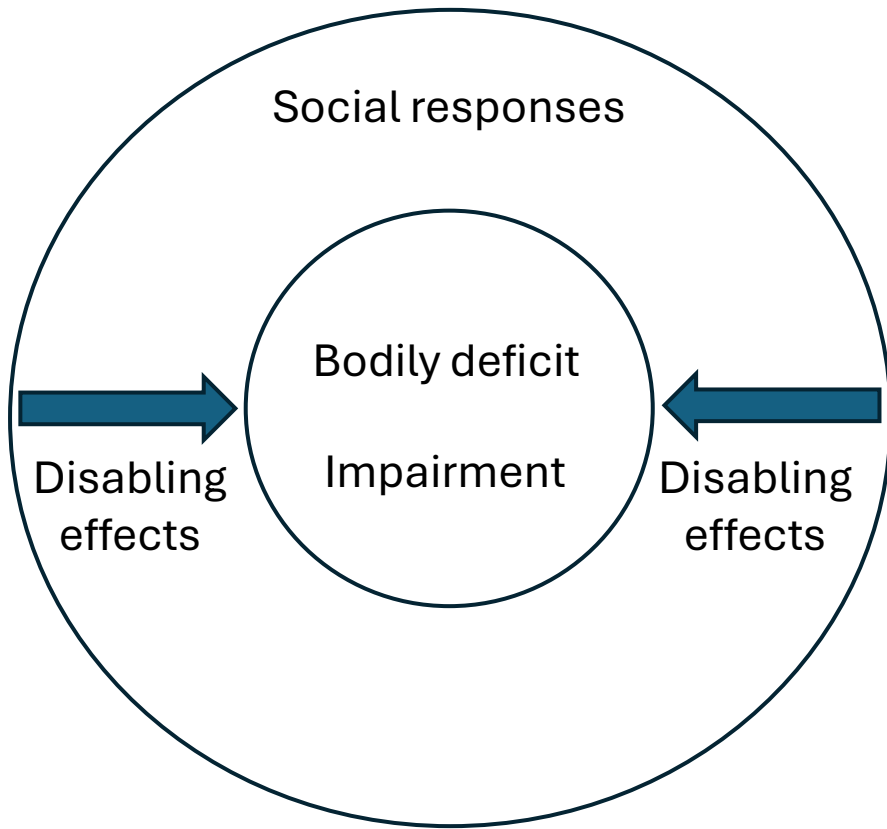 Social responses
Bodily deficit
Impairment
Disabling
effects
Disabling
effects